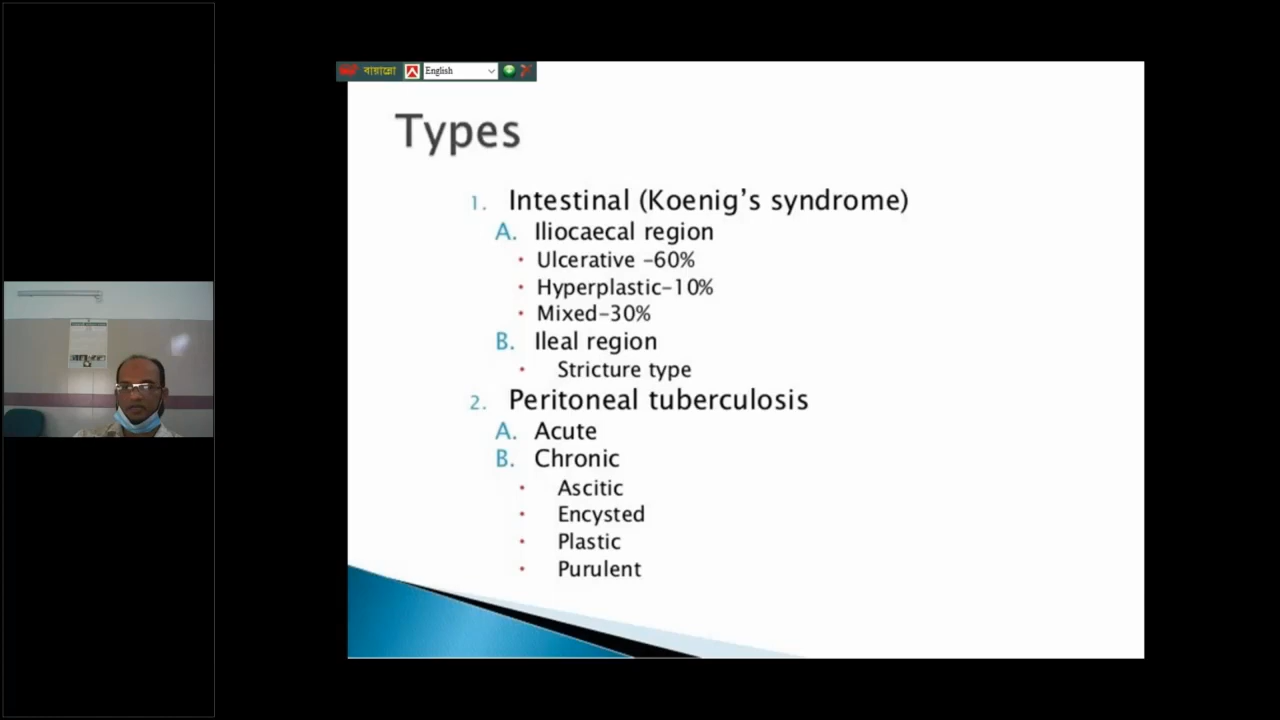 বায়ান্নো English
Types
1. Intestinal (Koenig's syndrome)
A. Iliocaecal region
• Ulcerative -60%
• Hyperplastic-10%
• Mixed-30%
B. Ileal region
• Stricture type
2. Peritoneal tuberculosis
A. Acute
B. Chronic
• Ascitic
• Encysted
• Plastic
• Purulent